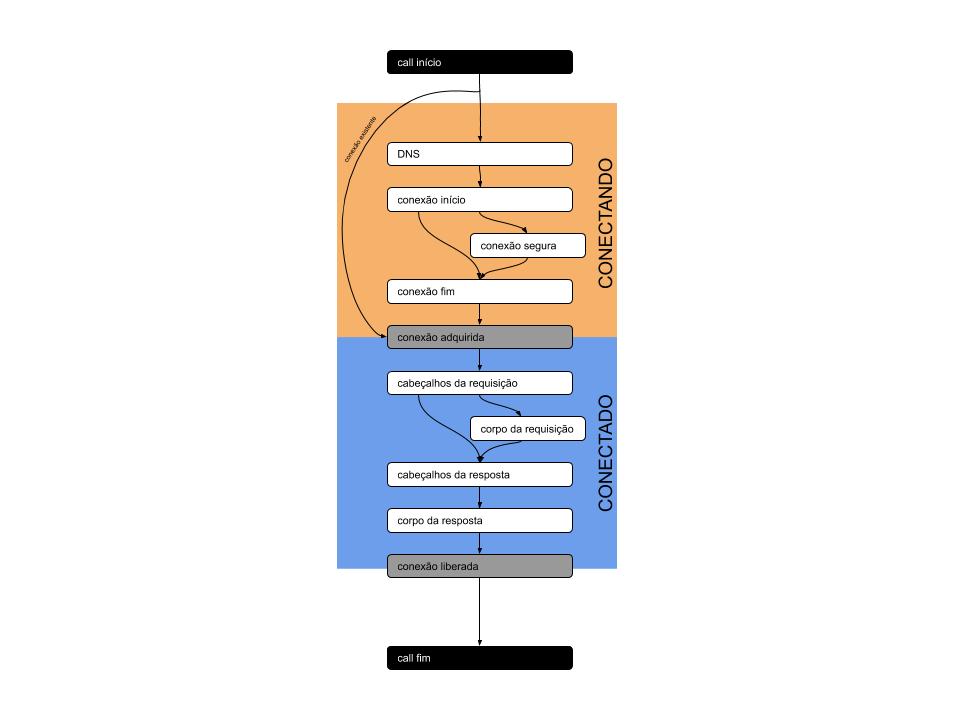 call início
conexão existente
DNS
conexão início
conexão segura
conexão fim
CONECTANDO
conexão adquirida
cabeçalhos da requisição
corpo da requisição
cabeçalhos da resposta
corpo da resposta
CONECTADO
conexão liberada
call fim